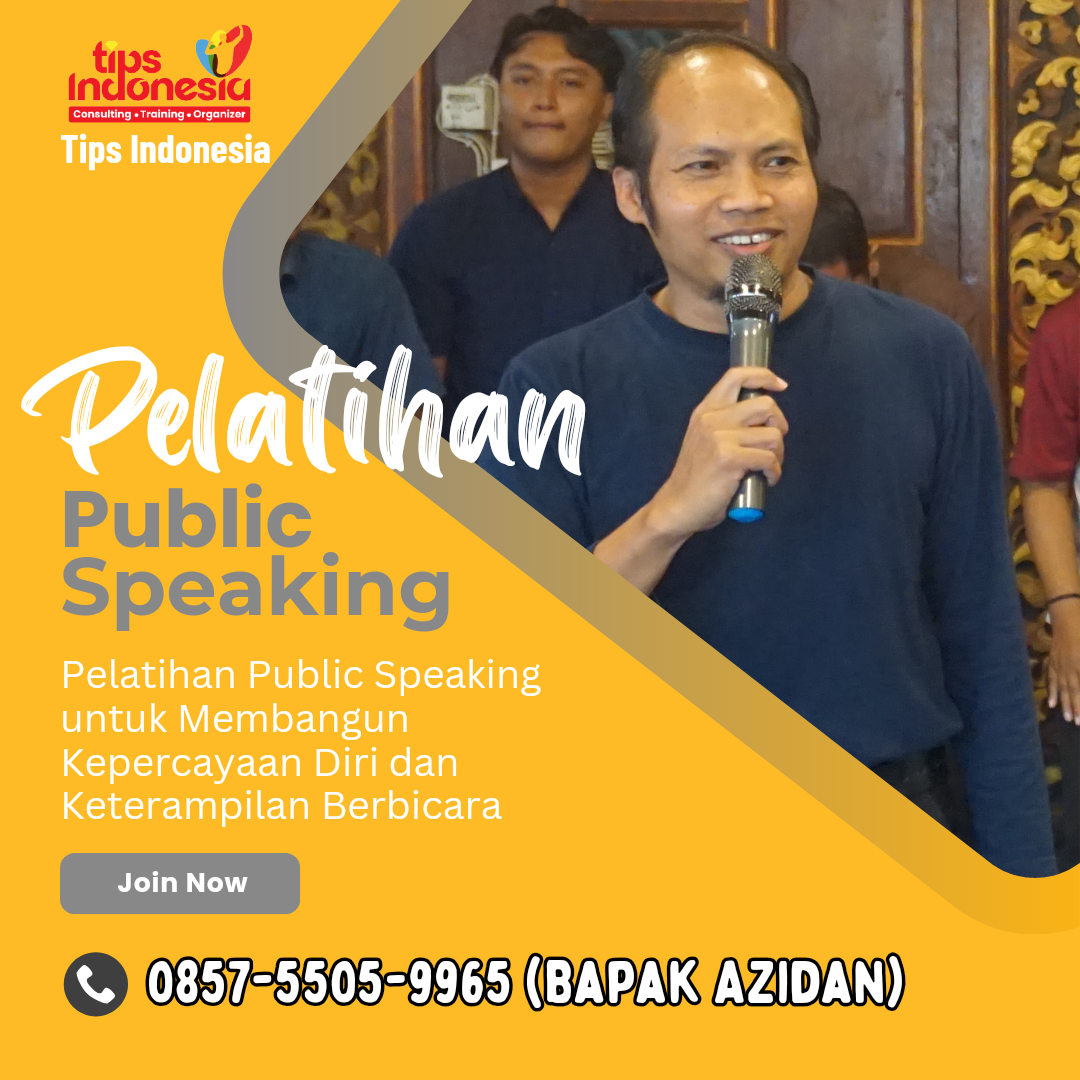 tips
Indonesia
Consulting • Training • Organizer
Tips Indonesia
Pelatihan
Public
Speaking
Pelatihan Public Speaking
untuk Membangun
Kepercayaan Diri dan
Keterampilan Berbicara
Join Now
0857-5505-9965 (BAPAK AZIDAN)